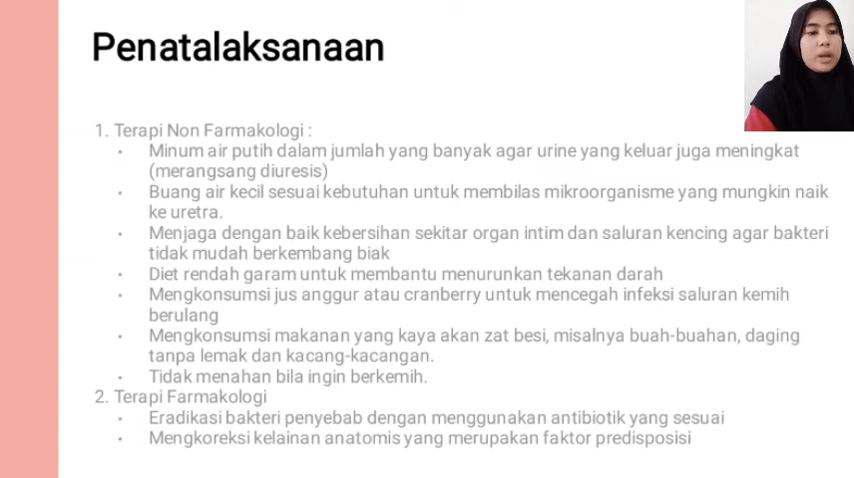 Penatalaksanaan
1. Terapi Non Farmakologi :
• Minum air putih dalam jumlah yang banyak agar urine yang keluar juga meningkat
(merangsang diuresis)
• Buang air kecil sesuai kebutuhan untuk membilas mikroorganisme yang mungkin naik
ke uretra.
• Menjaga dengan baik kebersihan sekitar organ intim dan saluran kencing agar bakteri
tidak mudah berkembang biak
• Diet rendah garam untuk membantu menurunkan tekanan darah
• Mengkonsumsi jus anggur atau cranberry untuk mencegah infeksi saluran kemih
berulang
• Mengkonsumsi makanan yang kaya akan zat besi, misalnya buah-buahan, daging
tanpa lemak dan kacang-kacangan.
• Tidak menahan bila ingin berkemih.
2. Terapi Farmakologi
• Eradikasi bakteri penyebab dengan menggunakan antibiotik yang sesuai
• Mengkoreksi kelainan anatomis yang merupakan faktor predisposisi